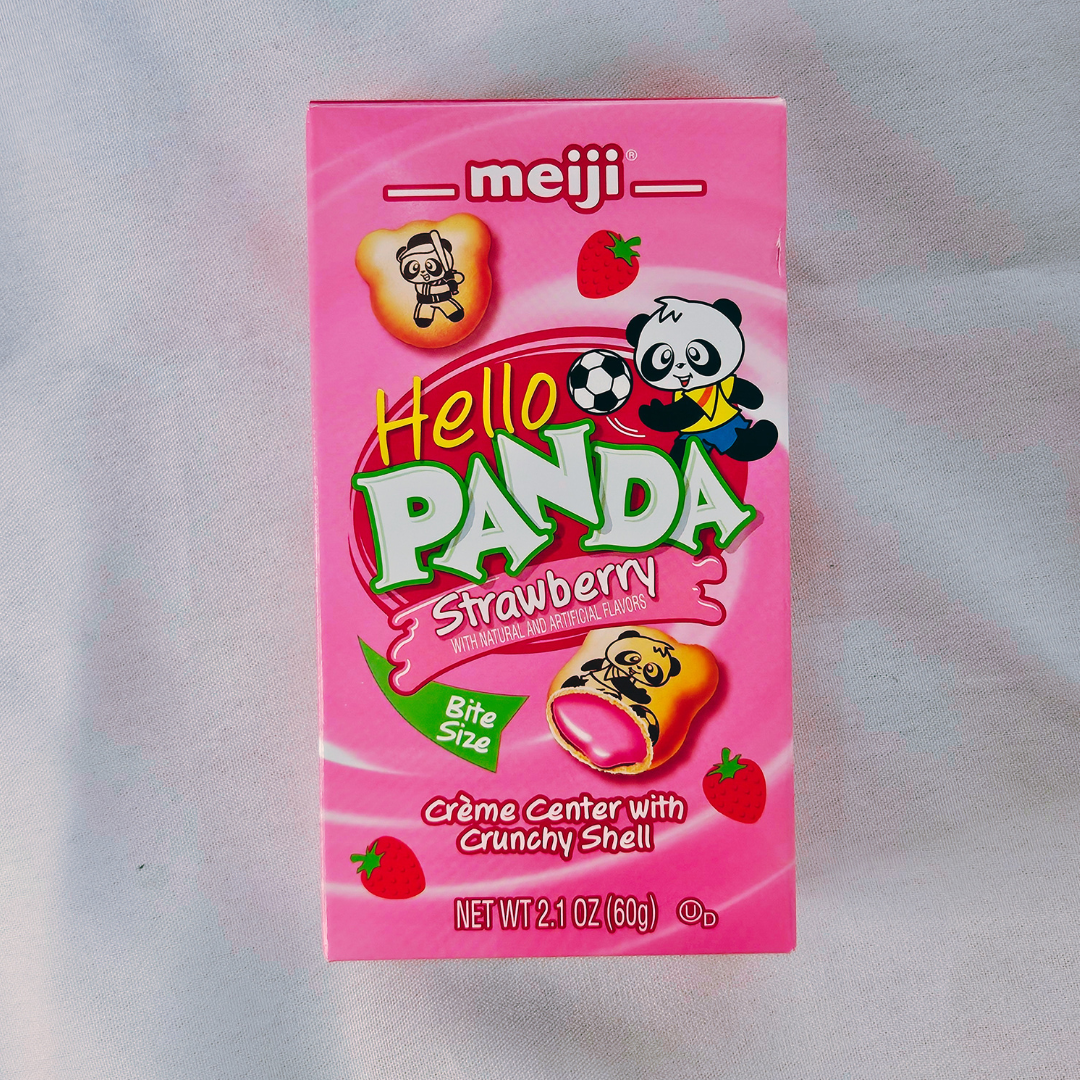 meiji®
Hello
PANDA
Strawberry
WITH NATURAL AND ARTIFICIAL FLAVORS
Bite
Size
Crème Center with
Crunchy Shell
NET WT 2.1 OZ (60g) Ⓤ D